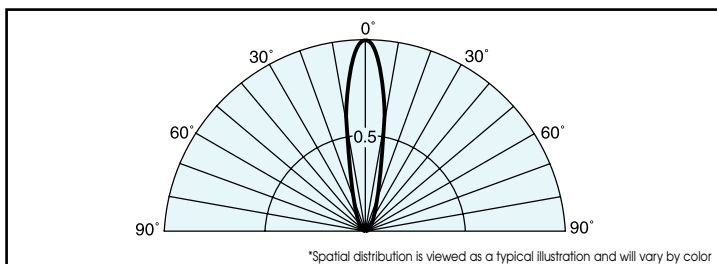 0°
30° 30°
60° 0.5 60°
90° 90°
*Spatial distribution is viewed as a typical illustration and will vary by color